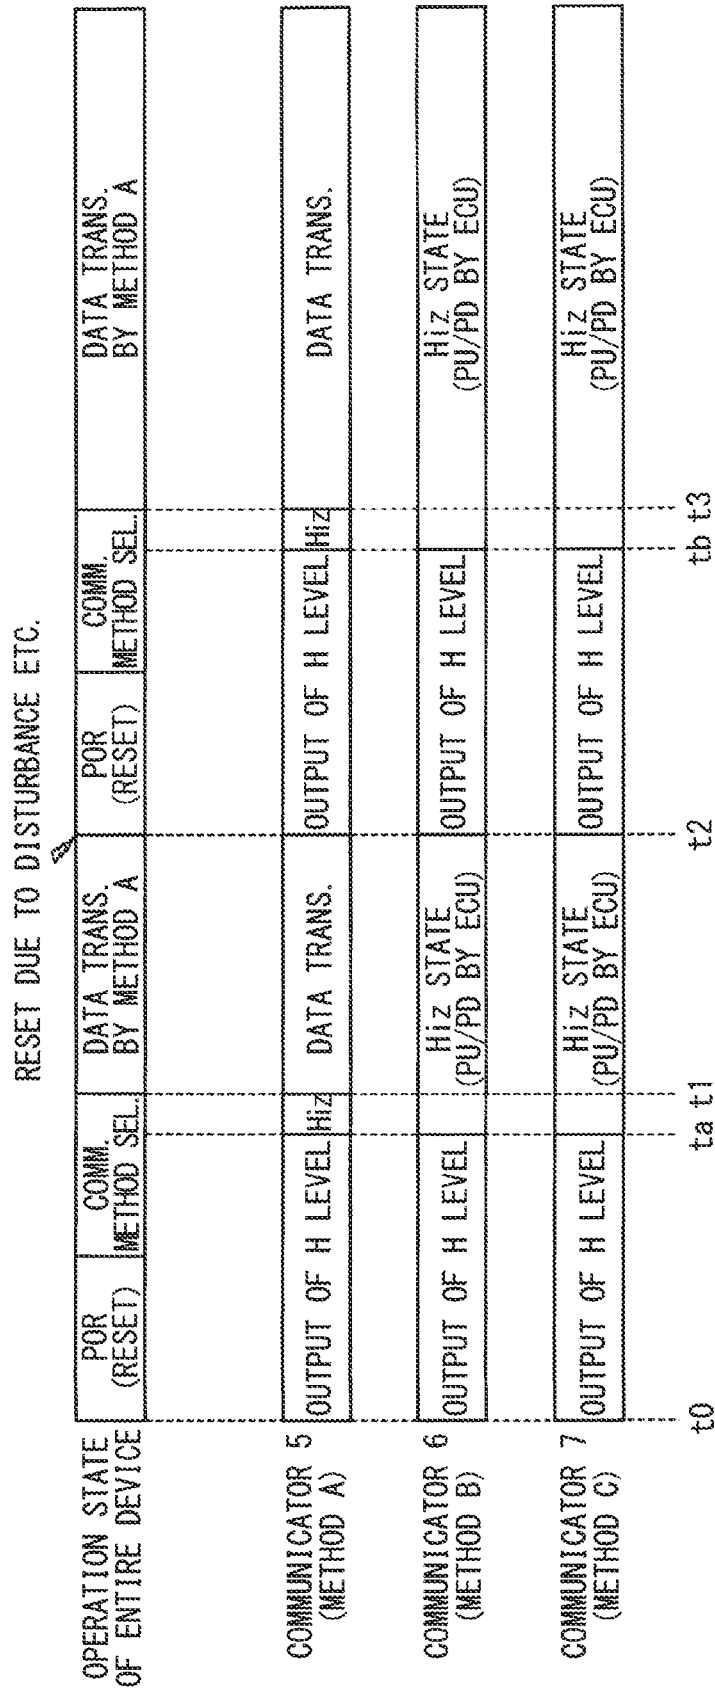 RESET DUE TO DISTURBANCE ETC.
OPERATION STATE
OF ENTIRE DEVICE
POR
(RESET)
COMM.
METHOD SEL.
DATA TRANS.
BY METHOD A
POR
(RESET)
COMM.
METHOD SEL.
DATA TRANS.
BY METHOD A
COMMUNICATOR 5
(METHOD A)
OUTPUT OF H LEVEL
Hiz
DATA TRANS.
OUTPUT OF H LEVEL
Hiz
DATA TRANS.
COMMUNICATOR 6
(METHOD B)
OUTPUT OF H LEVEL
Hiz STATE
(PU/PD BY ECU)
OUTPUT OF H LEVEL
Hiz STATE
(PU/PD BY ECU)
COMMUNICATOR 7
(METHOD C)
OUTPUT OF H LEVEL
Hiz STATE
(PU/PD BY ECU)
OUTPUT OF H LEVEL
Hiz STATE
(PU/PD BY ECU)
t0
ta t1
t2
tb t3